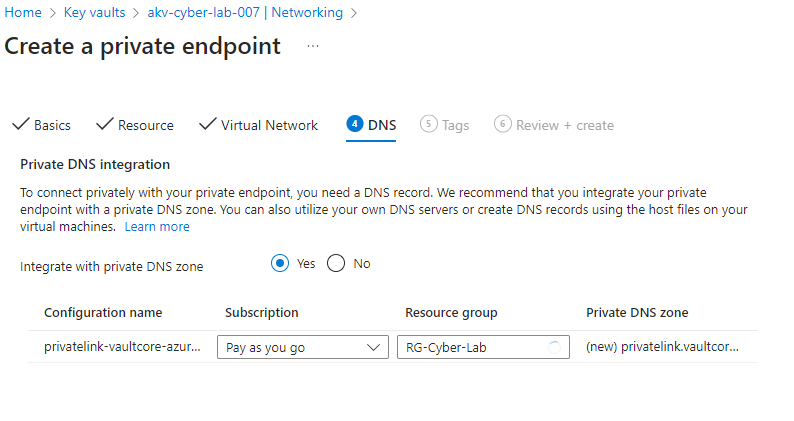 Home > Key vaults > akv-cyber-lab-007 | Networking >
Create a private endpoint ...
Basics Resource Virtual Network 4 DNS 5 Tags 6 Review + create
Private DNS integration
To connect privately with your private endpoint, you need a DNS record. We recommend that you integrate your private
endpoint with a private DNS zone. You can also utilize your own DNS servers or create DNS records using the host files on your
virtual machines. Learn more
Integrate with private DNS zone Yes No
Configuration name Subscription Resource group Private DNS zone
privatelink-vaultcore-azur... Pay as you go RG-Cyber-Lab (new) privatelink.vaultcor...